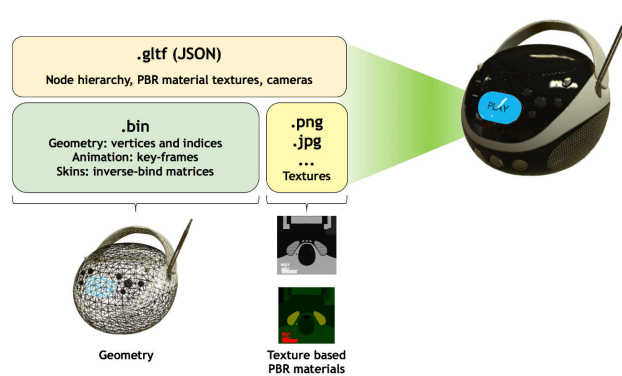 .gltf (JSON)
Node hierarchy, PBR material textures, cameras
.bin
Geometry: vertices and indices
Animation: key-frames
Skins: inverse-bind matrices
.png
.jpg
...
Textures
PLAY
Geometry
Texture based
PBR materials